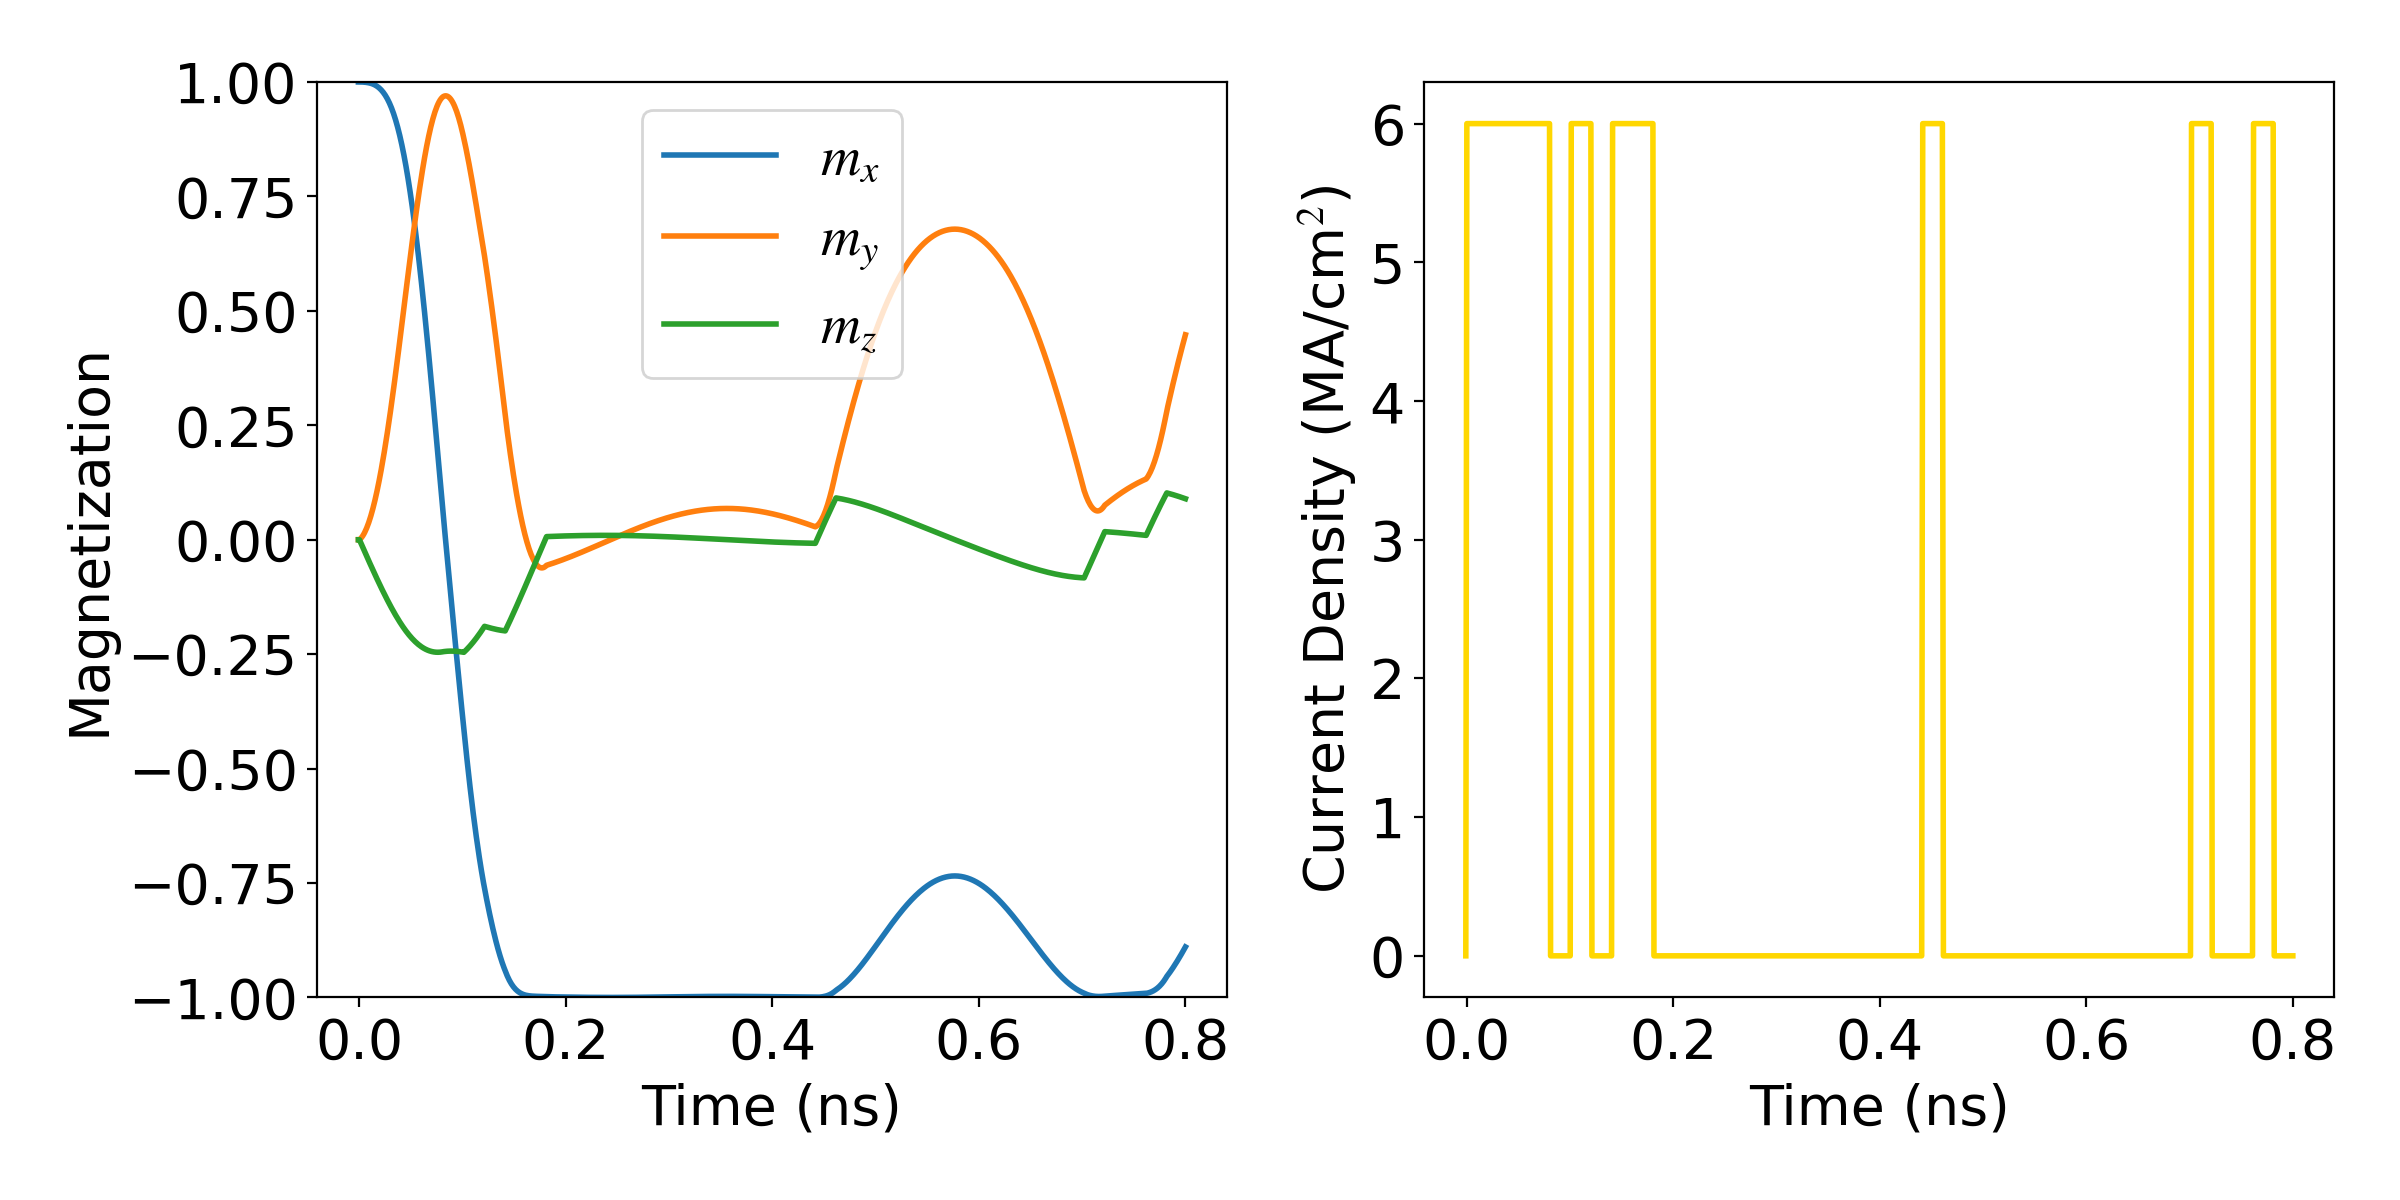 Magnetization
1.00
0.75
0.50
0.25
0.00
−0.25
−0.50
−0.75
−1.00
0.0 0.2 0.4 0.6 0.8
Time (ns)
m_x
m_y
m_z
Current Density (MA/cm²)
6
5
4
3
2
1
0
0.0 0.2 0.4 0.6 0.8
Time (ns)